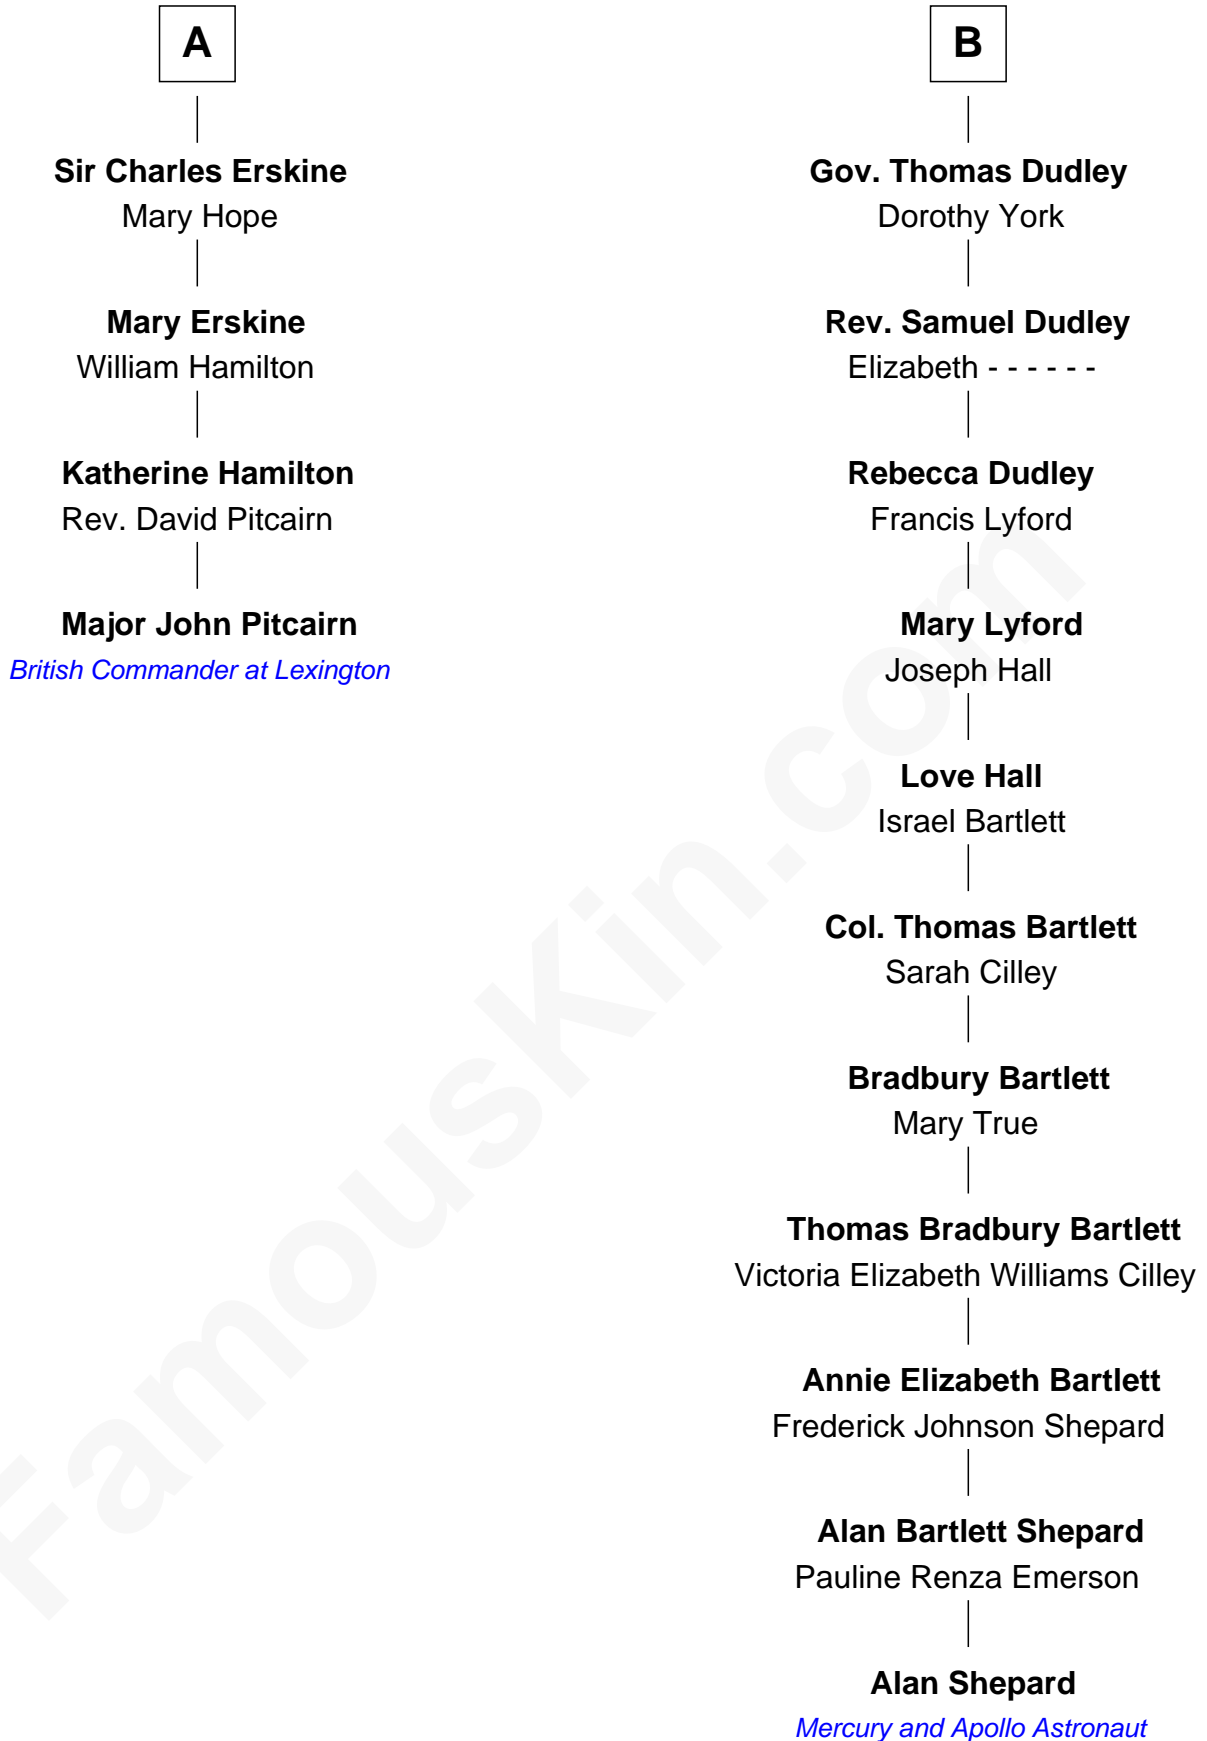 A
Sir Charles Erskine
Mary Hope
Mary Erskine
William Hamilton
Katherine Hamilton
Rev. David Pitcairn
Major John Pitcairn
British Commander at Lexington
B
Gov. Thomas Dudley
Dorothy York
Rev. Samuel Dudley
Elizabeth - - - - - -
Rebecca Dudley
Francis Lyford
Mary Lyford
Joseph Hall
Love Hall
Israel Bartlett
Col. Thomas Bartlett
Sarah Cilley
Bradbury Bartlett
Mary True
Thomas Bradbury Bartlett
Victoria Elizabeth Williams Cilley
Annie Elizabeth Bartlett
Frederick Johnson Shepard
Alan Bartlett Shepard
Pauline Renza Emerson
Alan Shepard
Mercury and Apollo Astronaut
FamousKin.com